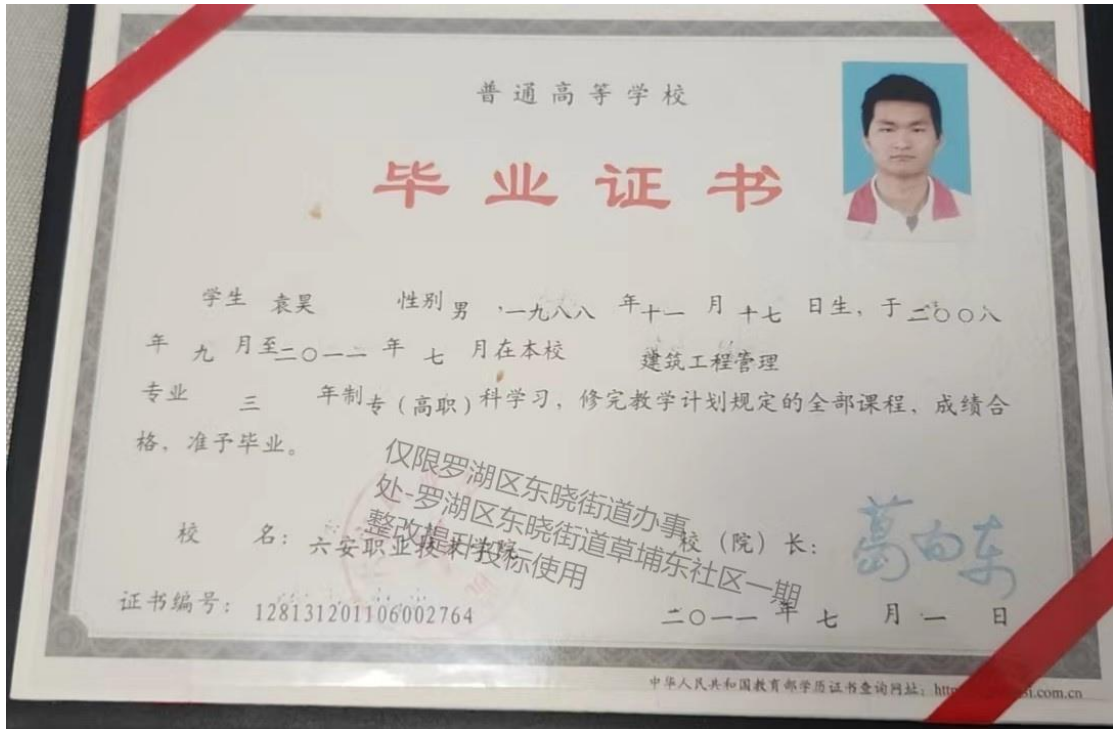 普通高等学校
毕业证书
学生 袁昊 性别 男，一九八八 年 十一 月 十七 日生，于 二〇〇八
年 九 月至 二〇一一 年 七 月在本校 建筑工程管理
专业 三 年制 专（高职）科学习，修完教学计划规定的全部课程，成绩合
格，准予毕业。
仅限罗湖区东晓街道办事
处-罗湖区东晓街道草埔东社区一期
整改提升投标使用
校 名：六安职业技术学院 校（院）长：葛向东
证书编号：128131201106002764 二〇一一 年 七 月 一 日
中华人民共和国教育部学历证书查询网址：htt si.com.cn